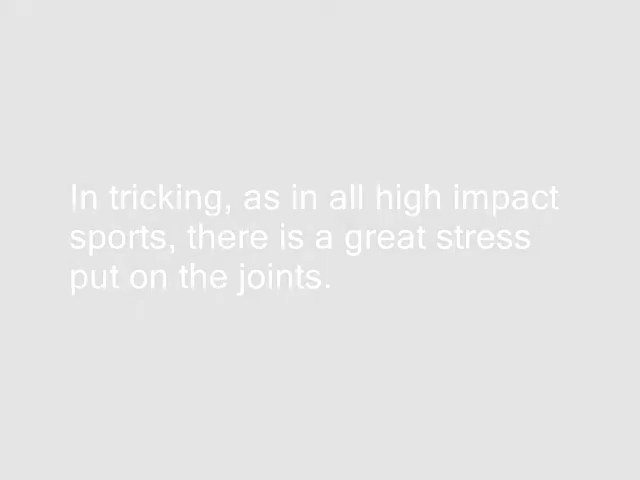 In tricking, as in all high impact
sports, there is a great stress
put on the joints.